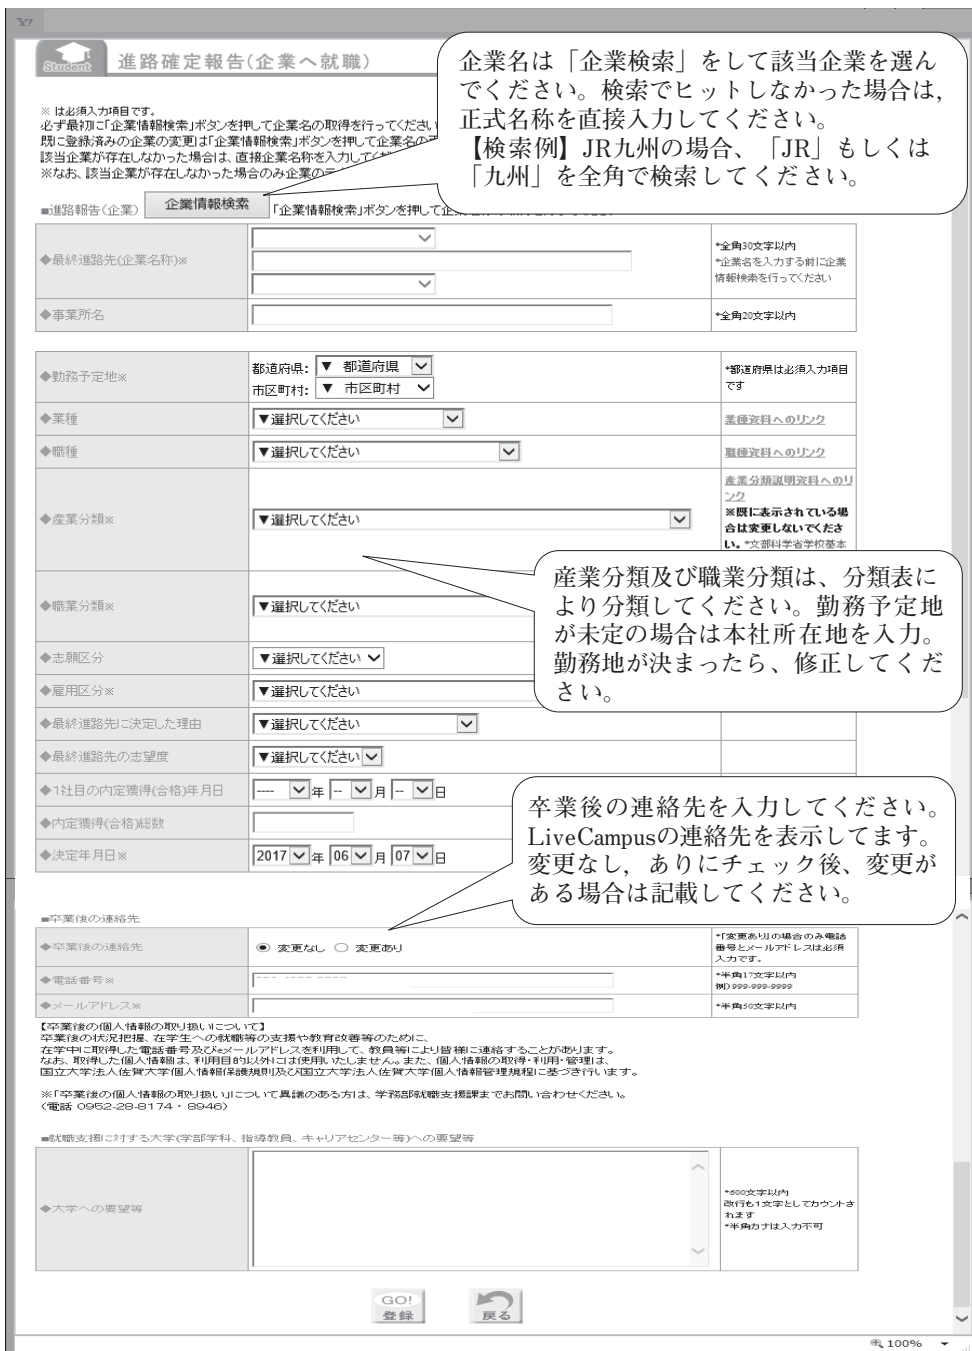 Student 進路確定報告(企業へ就職)
企業名は「企業検索」をして該当企業を選ん
でください。検索でヒットしなかった場合は,
正式名称を直接入力してください。
【検索例】JR九州の場合、「JR」もしくは
「九州」を全角で検索してください。
※ は必須入力項目です。
必ず最初に「企業情報検索」ボタンを押して企業名の取得を行ってください
既に登録済みの企業の変更は「企業情報検索」ボタンを押して企業名の
該当企業が存在しなかった場合は、直接企業名称を入力して
※なお、該当企業が存在しなかった場合のみ企業の
■進路報告(企業) 企業情報検索 「企業情報検索」ボタンを押して
◆最終進路先(企業名称)※
*全角30文字以内
*企業名を入力する前に企業
情報検索を行ってください
◆事業所名 *全角20文字以内
◆勤務予定地※
都道府県: ▼ 都道府県
市区町村: ▼ 市区町村
*都道府県は必須入力項目
です
◆業種 ▼選択してください 業種資料へのリンク
◆職種 ▼選択してください 職種資料へのリンク
◆産業分類※ ▼選択してください
産業分類説明資料へのリ
ンク
※既に表示されている場
合は変更しないでくださ
い。*文部科学省学校基本
産業分類及び職業分類は、分類表に
より分類してください。勤務予定地
が未定の場合は本社所在地を入力。
勤務地が決まったら、修正してくだ
さい。
◆職業分類※ ▼選択してください
◆志願区分 ▼選択してください
◆雇用区分※ ▼選択してください
◆最終進路先に決定した理由 ▼選択してください
◆最終進路先の志望度 ▼選択してください
◆1社目の内定獲得(合格)年月日 ---- 年 -- 月 -- 日
◆内定獲得(合格)総数
◆決定年月日※ 2017 年 06 月 07 日
卒業後の連絡先を入力してください。
LiveCampusの連絡先を表示してます。
変更なし，ありにチェック後、変更が
ある場合は記載してください。
■卒業後の連絡先
◆卒業後の連絡先 変更なし 変更あり
*「変更あり」の場合のみ電話
番号とメールアドレスは必須
入力です。
◆電話番号※
*半角17文字以内
例)999-999-9999
◆メールアドレス※ *半角50文字以内
【卒業後の個人情報の取り扱いについて】
卒業後の状況把握、在学生への就職等の支援や教育改善等のために、
在学中に取得した電話番号及びeメールアドレスを利用して、教員等により皆様に連絡することがあります。
なお、取得した個人情報は、利用目的以外には使用いたしません。また、個人情報の取得・利用・管理は、
国立大学法人佐賀大学個人情報保護規則及び国立大学法人佐賀大学個人情報管理規程に基づき行います。
※「卒業後の個人情報の取り扱い」について異議のある方は、学務部就職支援課までお問い合わせください。
(電話 0952-28-8174・8946)
■就職支援に対する大学(学部学科、指導教員、キャリアセンター等)への要望等
◆大学への要望等
*600文字以内
改行も1文字としてカウントさ
れます
*半角カナは入力不可
GO!
登録
戻る
100%